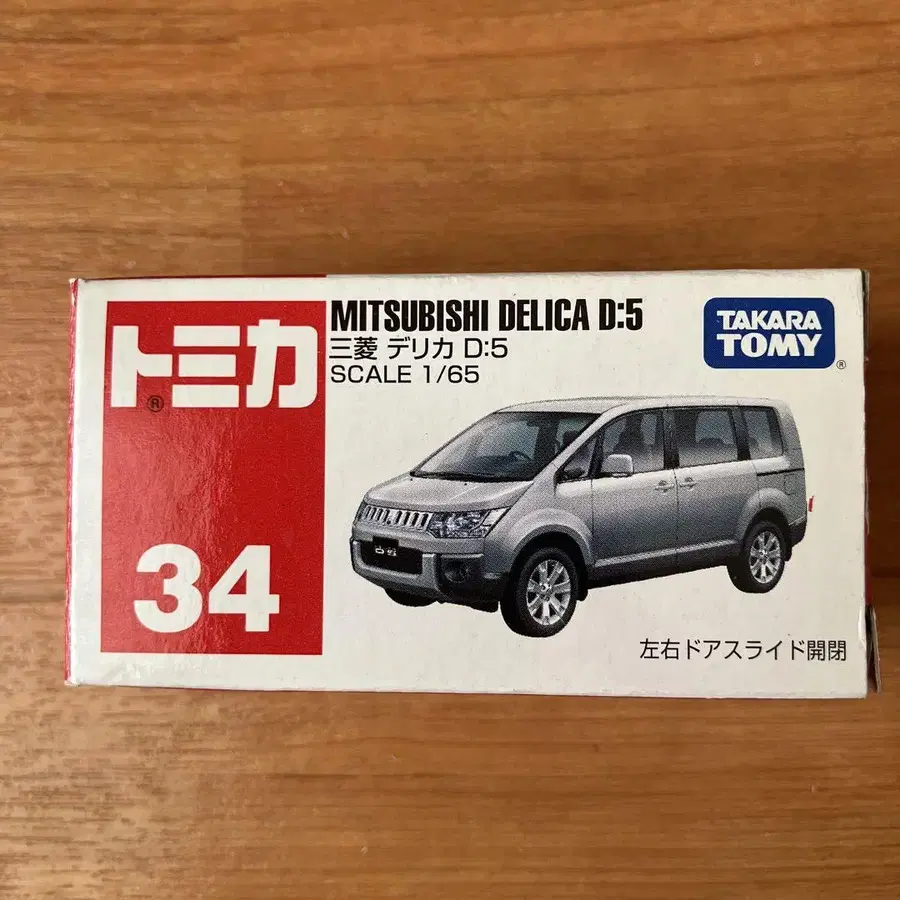 トミカ
®
34
MITSUBISHI DELICA D:5
三菱 デリカ D:5
SCALE 1/65
TAKARA
TOMY
®
左右ドアスライド開閉